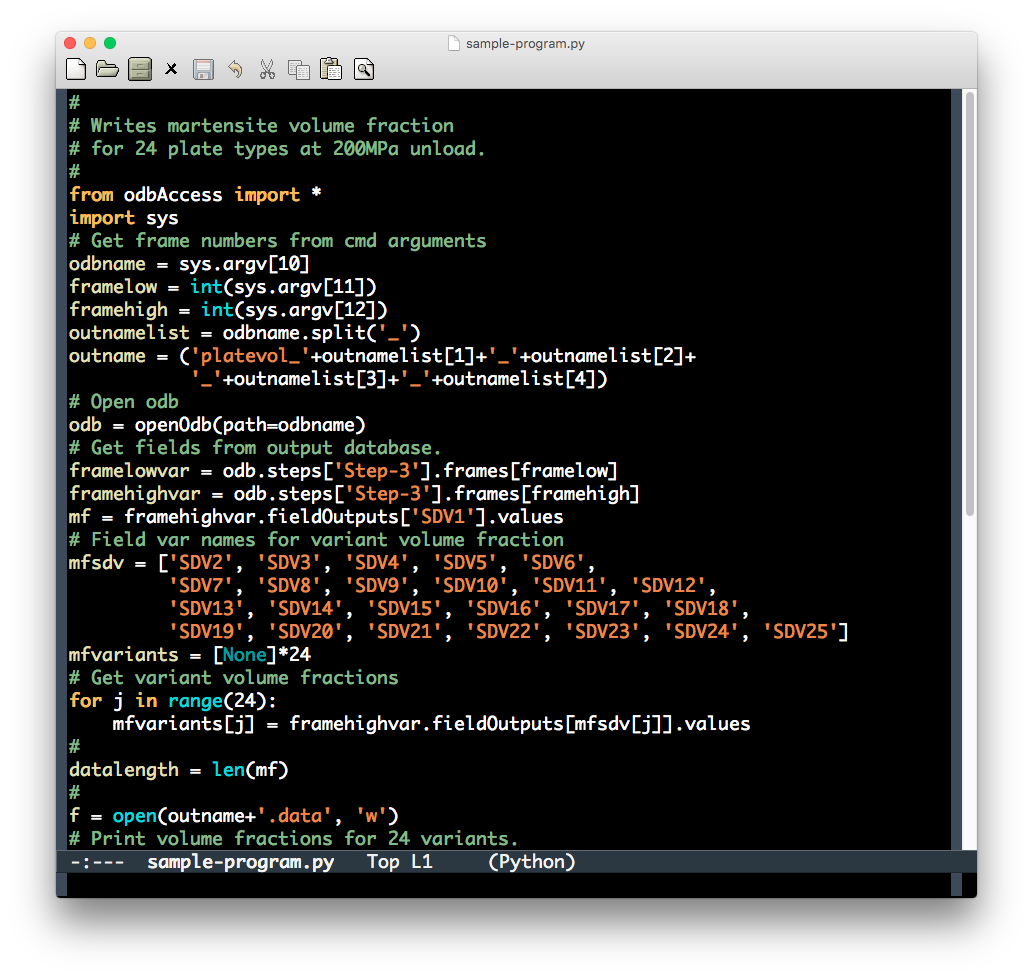 sample-program.py
#
# Writes martensite volume fraction
# for 24 plate types at 200MPa unload.
#
from odbAccess import *
import sys
# Get frame numbers from cmd arguments
odbname = sys.argv[10]
framelow = int(sys.argv[11])
framehigh = int(sys.argv[12])
outnamelist = odbname.split('_')
outname = ('platevol_'+outnamelist[1]+'_'+outnamelist[2]+
           '_'+outnamelist[3]+'_'+outnamelist[4])
# Open odb
odb = openOdb(path=odbname)
# Get fields from output database.
framelowvar = odb.steps['Step-3'].frames[framelow]
framehighvar = odb.steps['Step-3'].frames[framehigh]
mf = framehighvar.fieldOutputs['SDV1'].values
# Field var names for variant volume fraction
mfsdv = ['SDV2', 'SDV3', 'SDV4', 'SDV5', 'SDV6',
         'SDV7', 'SDV8', 'SDV9', 'SDV10', 'SDV11', 'SDV12',
         'SDV13', 'SDV14', 'SDV15', 'SDV16', 'SDV17', 'SDV18',
         'SDV19', 'SDV20', 'SDV21', 'SDV22', 'SDV23', 'SDV24', 'SDV25']
mfvariants = [None]*24
# Get variant volume fractions
for j in range(24):
    mfvariants[j] = framehighvar.fieldOutputs[mfsdv[j]].values
#
datalength = len(mf)
#
f = open(outname+'.data', 'w')
# Print volume fractions for 24 variants.
-:---  sample-program.py   Top L1     (Python)